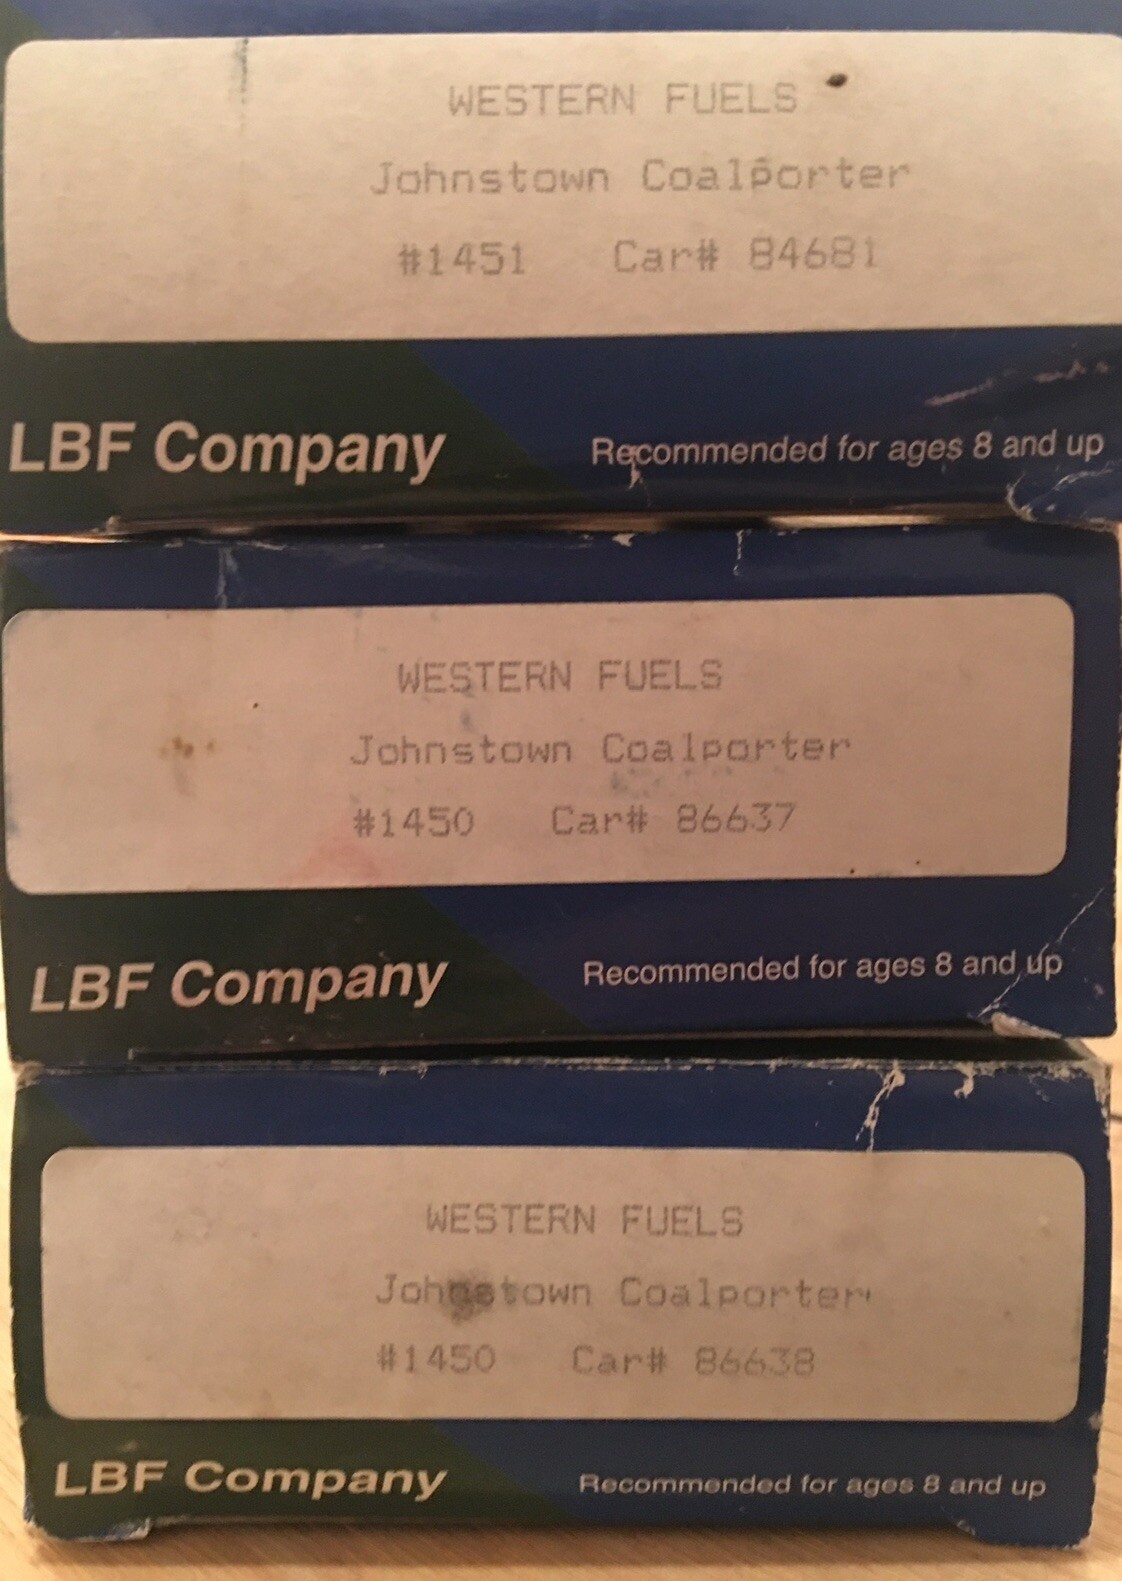 WESTERN FUELS
Johnstown Coalporter
#1451 Car# 84681
LBF Company Recommended for ages 8 and up
WESTERN FUELS
Johnstown Coalporter
#1450 Car# 86637
LBF Company Recommended for ages 8 and up
WESTERN FUELS
Johnstown Coalporter
#1450 Car# 86638
LBF Company Recommended for ages 8 and up